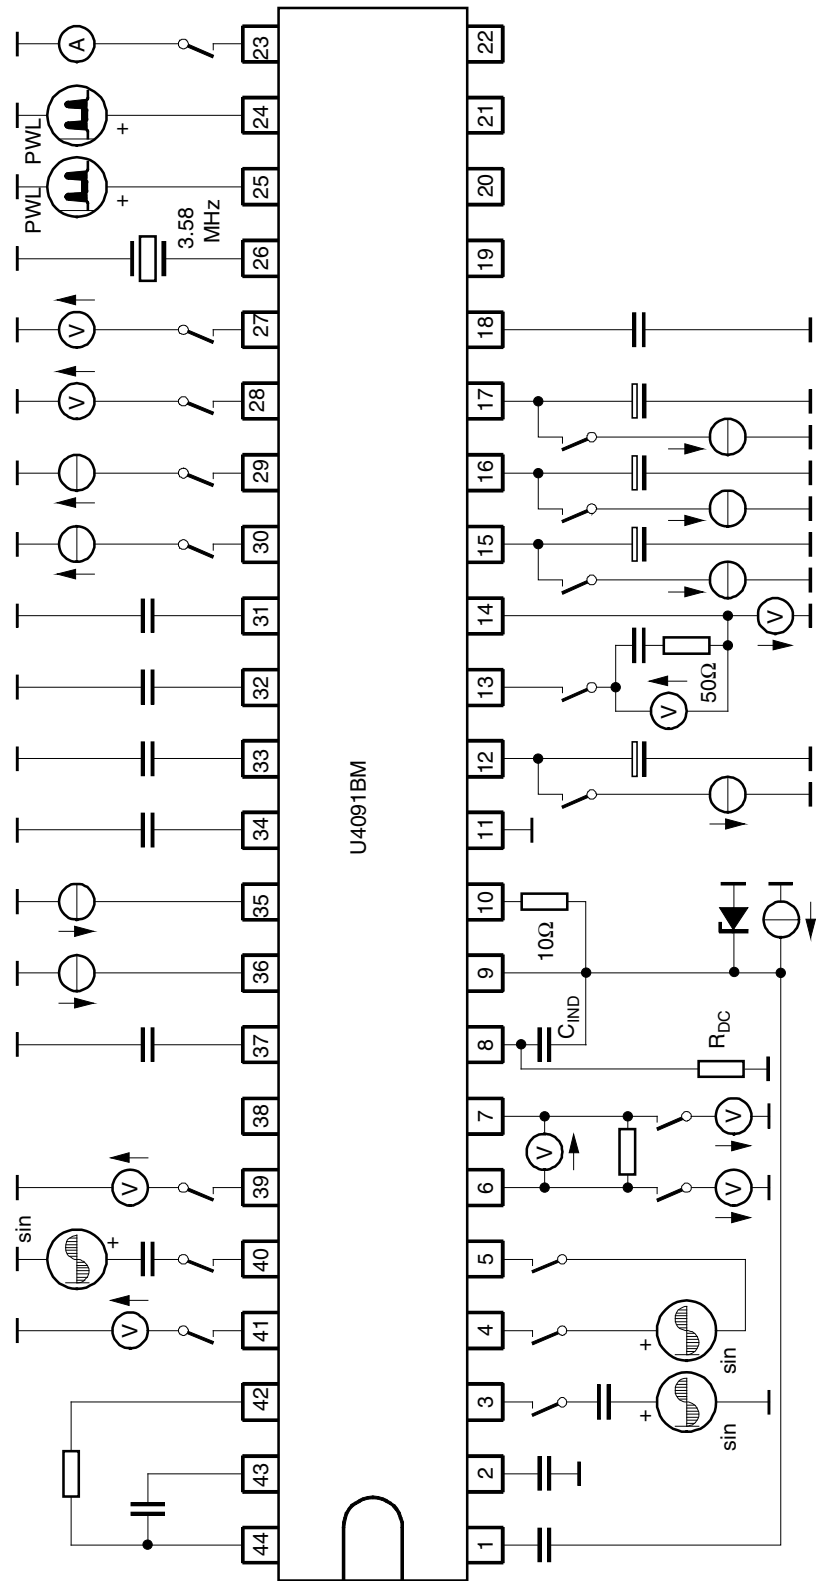 sin
PWL
PWL
V
V
A
+
+
+
V
V
3.58
MHz
44
43
42
41
40
39
38
37
36
35
34
33
32
31
30
29
28
27
26
25
24
23
U4091BM
1
2
3
4
5
6
7
8
9
10
11
12
13
14
15
16
17
18
19
20
21
22
V
10Ω
CIND
+
+
V
50Ω
RDC
sin
sin
V
V
V